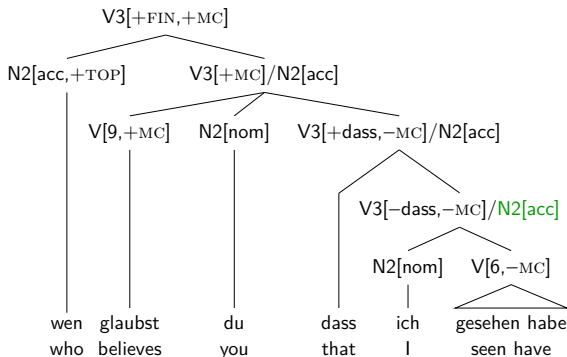 V3[+FIN,+MC]
N2[acc,+TOP] V3[+MC]/N2[acc]
V[9,+MC] N2[nom] V3[+dass,−MC]/N2[acc]
V3[−dass,−MC]/N2[acc]
N2[nom] V[6,−MC]
wen glaubst du dass ich gesehen habe
who believes you that I seen have